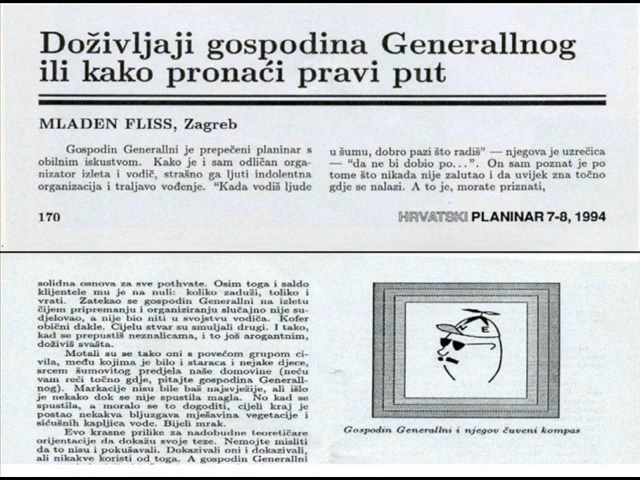 Doživljaji gospodina Generallnog
ili kako pronaći pravi put
MLADEN FLISS, Zagreb
Gospodin Generallni je prepečeni planinar s
obilnim iskustvom. Kako je i sam odličan orga-
nizator izleta i vodič, strašno ga ljuti indolentna
organizacija i traljavo vođenje. “Kada vodiš ljude
u šumu, dobro pazi što radiš” — njegova je uzrečica
— “da ne bi dobio po...”. On sam poznat je po
tome što nikada nije zalutao i da uvijek zna točno
gdje se nalazi. A to je, morate priznati,
170
HRVATSKI PLANINAR 7-8, 1994
solidna osnova za sve pothvate. Osim toga i saldo
klijentele mu je na nuli: koliko zaduži, toliko i
vrati. Zatekao se gospodin Generallni na izletu
čijem pripremanju i organiziranju slučajno nije su-
djelovao, a nije bio niti u svojstvu vodiča. Kofer
obični dakle. Cijelu stvar su smuljali drugi. I tako,
kad se prepustiš neznalicama, i to još arogantnim,
doživiš svašta.
Motali su se tako oni s povećom grupom ci-
vila, među kojima je bilo i staraca i nejake djece,
srcem šumovitog predjela naše domovine (neću
vam reći točno gdje, pitajte gospodina Generall-
nog). Markacije nisu bile baš najsvježije, ali išlo
je nekako dok se nije spustila magla. No kad se
spustila, a moralo se to dogoditi, cijeli kraj je
postao nekakva bljuzgava mješavina vegetacije i
sićušnih kapljica vode. Bijeli mrak.
Evo krasne prilike za nadobudne teoretičare
orijentacije da dokažu svoje teze. Nemojte misliti
da to nisu i pokušavali. Dokazivali oni i dokazivali,
ali nikakve koristi od toga. A gospodin Generallni
Gospodin Generallni i njegov čuveni kompas